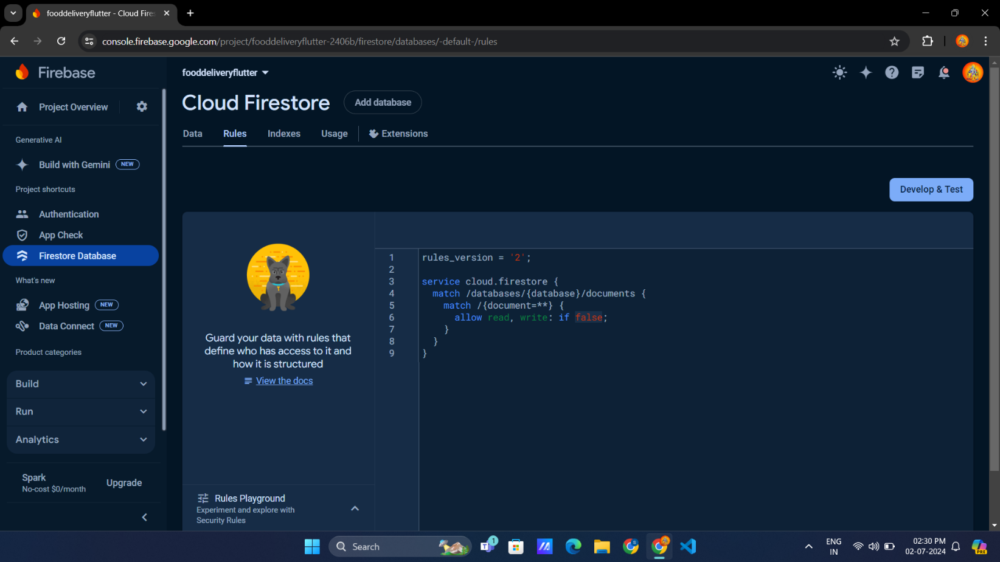 fooddeliveryflutter - Cloud Fires
console.firebase.google.com/project/fooddeliveryflutter-2406b/firestore/databases/-default-/rules
Firebase
fooddeliveryflutter
Project Overview
Generative AI
Build with Gemini NEW
Project shortcuts
Authentication
App Check
Firestore Database
What's new
App Hosting NEW
Data Connect NEW
Product categories
Build
Run
Analytics
Spark
No-cost $0/month
Upgrade
Cloud Firestore
Add database
Data Rules Indexes Usage Extensions
Develop & Test
Guard your data with rules that
define who has access to it and
how it is structured
View the docs
Rules Playground
Experiment and explore with
Security Rules
1 rules_version = '2';
2
3 service cloud.firestore {
4 match /databases/{database}/documents {
5 match /{document=**} {
6 allow read, write: if false;
7 }
8 }
9 }
Search
1
PRE
ENG
IN
02:30 PM
02-07-2024